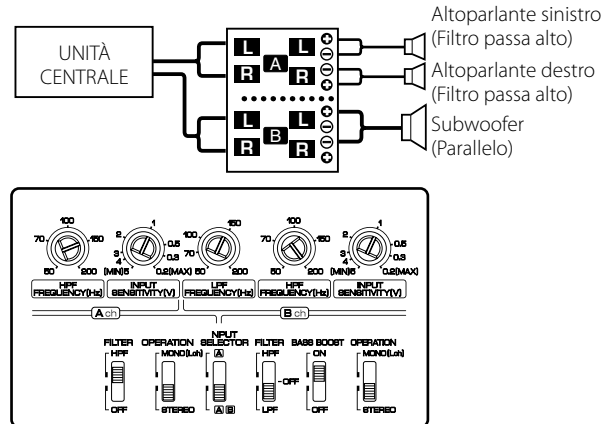 UNITÀ
CENTRALE
L
R
L
R
A
L
R
L
R
B
Altoparlante sinistro
(Filtro passa alto)
Altoparlante destro
(Filtro passa alto)
Subwoofer
(Parallelo)
50 70 100 150 200
HPF
FREQUENCY(Hz)
(MIN)5 4 3 2 1 0.5 0.3 0.2(MAX)
INPUT
SENSITIVITY(V)
50 70 100 150 200
LPF
FREQUENCY(Hz)
50 70 100 150 200
HPF
FREQUENCY(Hz)
(MIN)5 4 3 2 1 0.5 0.3 0.2(MAX)
INPUT
SENSITIVITY(V)
A ch
B ch
FILTER
HPF
OFF
OPERATION
MONO(Lch)
STEREO
NPUT
SELECTOR
A
A B
FILTER
HPF
OFF
LPF
BASS BOOST
ON
OFF
OPERATION
MONO(Lch)
STEREO